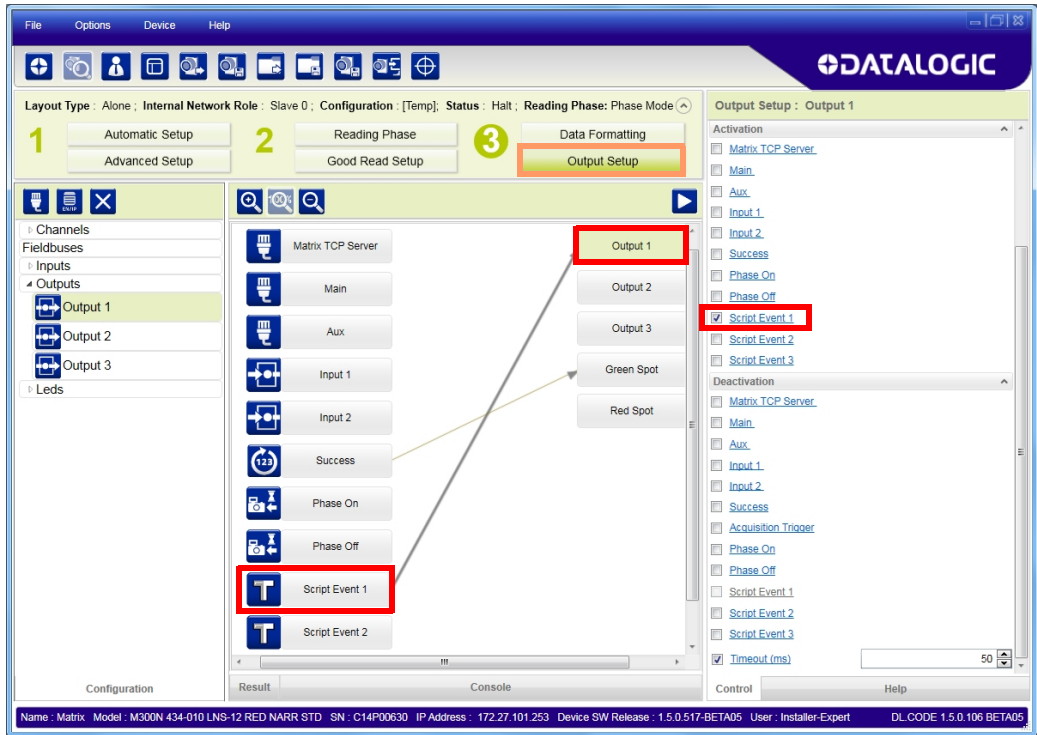 File Options Device Help
DATALOGIC
Layout Type : Alone ; Internal Network Role : Slave 0 ; Configuration : [Temp]; Status : Halt ; Reading Phase: Phase Mode
1 Automatic Setup
Advanced Setup
2 Reading Phase
Good Read Setup
3 Data Formatting
Output Setup
Channels
Fieldbuses
Inputs
Outputs
Output 1
Output 2
Output 3
Leds
Configuration
Matrix TCP Server
Main
Aux
Input 1
Input 2
123
Success
Phase On
Phase Off
Script Event 1
Script Event 2
Output 1
Output 2
Output 3
Green Spot
Red Spot
Result Console
Output Setup : Output 1
Activation
Matrix TCP Server
Main
Aux
Input 1
Input 2
Success
Phase On
Phase Off
Script Event 1
Script Event 2
Script Event 3
Deactivation
Matrix TCP Server
Main
Aux
Input 1
Input 2
Success
Acquisition Trigger
Phase On
Phase Off
Script Event 1
Script Event 2
Script Event 3
Timeout (ms) 50
Control Help
Name : Matrix Model : M300N 434-010 LNS-12 RED NARR STD SN : C14P00630 IP Address : 172.27.101.253 Device SW Release : 1.5.0.517-BETA05 User : Installer-Expert DL.CODE 1.5.0.106 BETA05